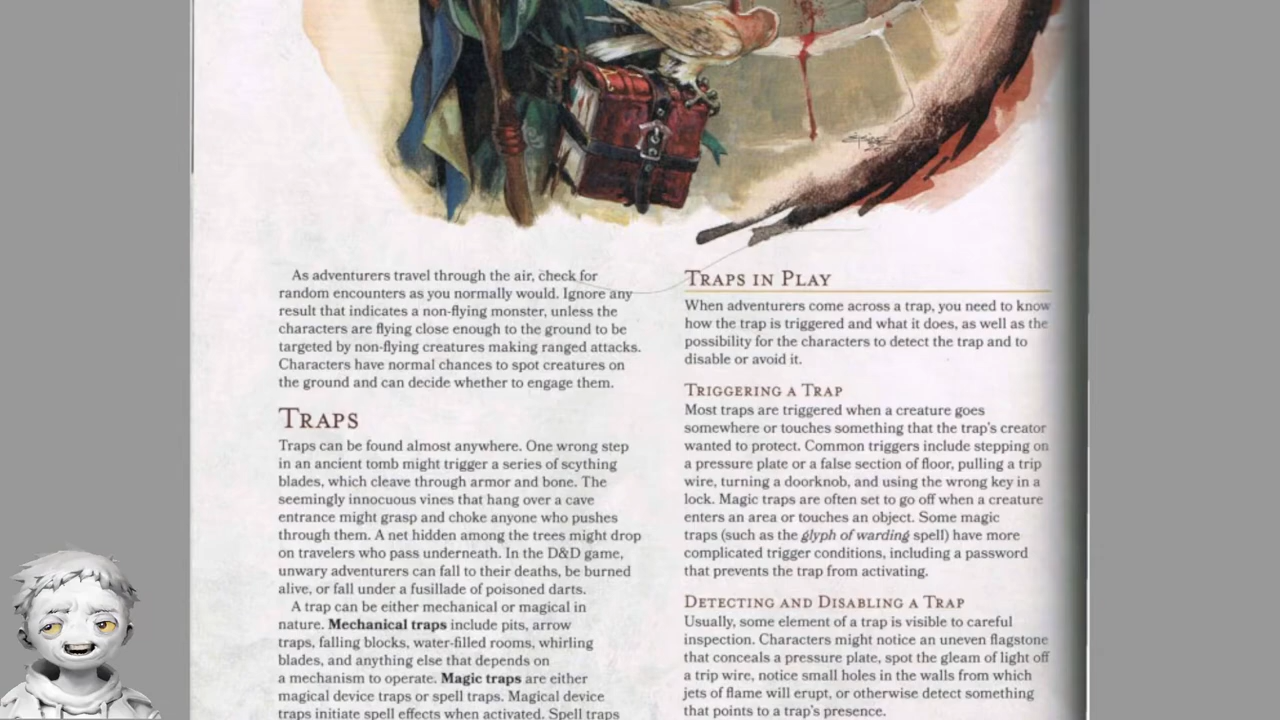 As adventurers travel through the air, check for
random encounters as you normally would. Ignore any
result that indicates a non-flying monster, unless the
characters are flying close enough to the ground to be
targeted by non-flying creatures making ranged attacks.
Characters have normal chances to spot creatures on
the ground and can decide whether to engage them.
TRAPS
Traps can be found almost anywhere. One wrong step
in an ancient tomb might trigger a series of scything
blades, which cleave through armor and bone. The
seemingly innocuous vines that hang over a cave
entrance might grasp and choke anyone who pushes
through them. A net hidden among the trees might drop
on travelers who pass underneath. In the D&D game,
unwary adventurers can fall to their deaths, be burned
alive, or fall under a fusillade of poisoned darts.
A trap can be either mechanical or magical in
nature. Mechanical traps include pits, arrow
traps, falling blocks, water-filled rooms, whirling
blades, and anything else that depends on
a mechanism to operate. Magic traps are either
magical device traps or spell traps. Magical device
traps initiate spell effects when activated. Spell traps
TRAPS IN PLAY
When adventurers come across a trap, you need to know
how the trap is triggered and what it does, as well as the
possibility for the characters to detect the trap and to
disable or avoid it.
TRIGGERING A TRAP
Most traps are triggered when a creature goes
somewhere or touches something that the trap's creator
wanted to protect. Common triggers include stepping on
a pressure plate or a false section of floor, pulling a trip
wire, turning a doorknob, and using the wrong key in a
lock. Magic traps are often set to go off when a creature
enters an area or touches an object. Some magic
traps (such as the glyph of warding spell) have more
complicated trigger conditions, including a password
that prevents the trap from activating.
DETECTING AND DISABLING A TRAP
Usually, some element of a trap is visible to careful
inspection. Characters might notice an uneven flagstone
that conceals a pressure plate, spot the gleam of light off
a trip wire, notice small holes in the walls from which
jets of flame will erupt, or otherwise detect something
that points to a trap's presence.